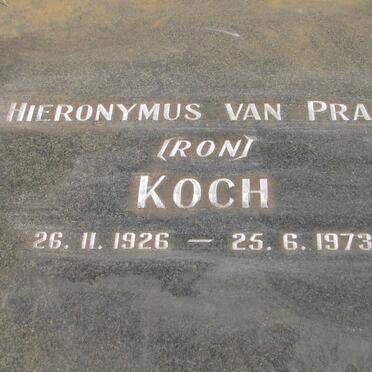 HIERONYMUS VAN PRA
[RON]
KOCH
26.11.1926 — 25.6.1973